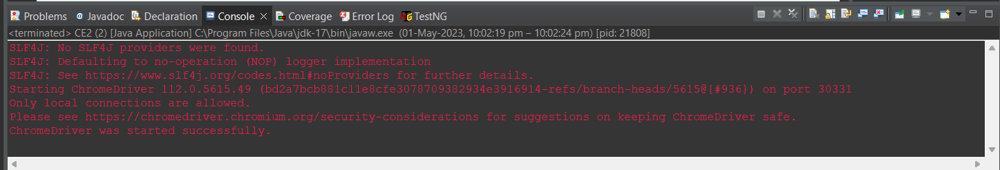 Problems @ Javadoc Declaration Console Coverage Error Log TestNG
<terminated> CE2 (2) [Java Application] C:\Program Files\Java\jdk-17\bin\javaw.exe (01-May-2023, 10:02:19 pm – 10:02:24 pm) [pid: 21808]
SLF4J: No SLF4J providers were found.
SLF4J: Defaulting to no-operation (NOP) logger implementation
SLF4J: See https://www.slf4j.org/codes.html#noProviders for further details.
Starting ChromeDriver 112.0.5615.49 (bd2a7bcb881c11e8cfe3078709382934e3916914-refs/branch-heads/5615@{#936}) on port 30331
Only local connections are allowed.
Please see https://chromedriver.chromium.org/security-considerations for suggestions on keeping ChromeDriver safe.
ChromeDriver was started successfully.